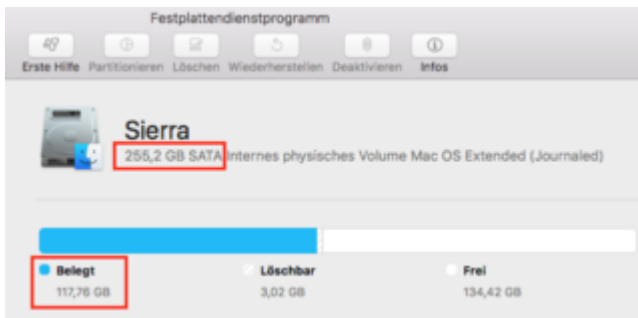 Festplattendienstprogramm
Erste Hilfe Partitionieren Löschen Wiederherstellen Deaktivieren Infos
Sierra
255,2 GB SATA Internes physisches Volume Mac OS Extended (Journaled)
Belegt Löschbar Frei
117,76 GB 3,02 GB 134,42 GB